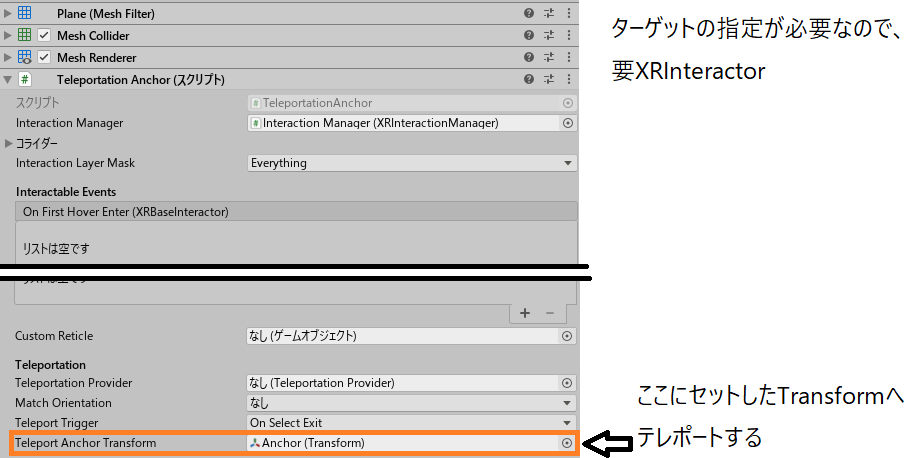 Plane (Mesh Filter)
Mesh Collider
Mesh Renderer
# Teleportation Anchor (スクリプト)
スクリプト # TeleportationAnchor
Interaction Manager # Interaction Manager (XRInteractionManager)
コライダー
Interaction Layer Mask Everything
Interactable Events
On First Hover Enter (XRBaseInteractor)
リストは空です
リストは空です
+ −
Custom Reticle なし (ゲームオブジェクト)
Teleportation
Teleportation Provider なし (Teleportation Provider)
Match Orientation なし
Teleport Trigger On Select Exit
Teleport Anchor Transform Anchor (Transform)
ターゲットの指定が必要なので、
要XRInteractor
ここにセットしたTransformへ
テレポートする